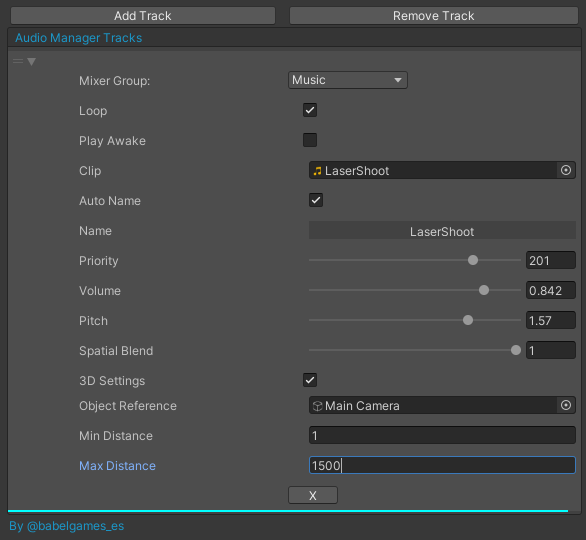 Add Track Remove Track
Audio Manager Tracks
Mixer Group: Music
Loop
Play Awake
Clip LaserShoot
Auto Name
Name LaserShoot
Priority 201
Volume 0.842
Pitch 1.57
Spatial Blend 1
3D Settings
Object Reference Main Camera
Min Distance 1
Max Distance 1500
X
By @babelgames_es